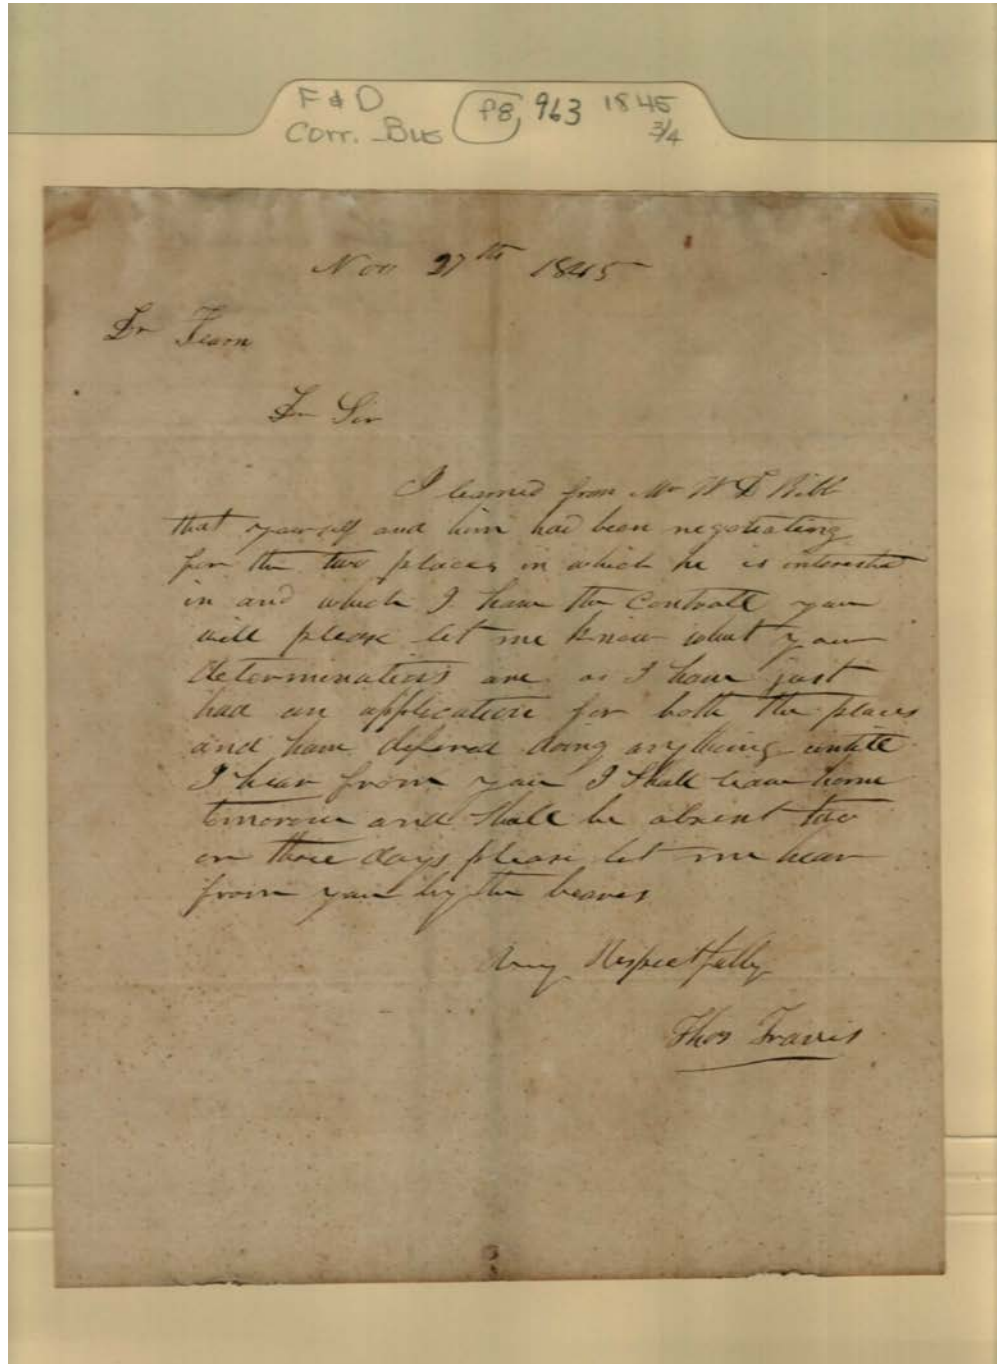 F & D
Corr. Bus
P8, 963 1845
3/4
Nov 27th 1845
Dr Fearn
Dr Sir
I learned from Mr W D Bibb
that yourself and him had been negotiating
for the two places in which he is interested
in and which I have the Controll you
will please let me know what your
determinations are as I have just
had an application for both the places
and have defered doing anything untill
I hear from you I Shall leave home
tomorow and Shall be absent two
or three days please let me hear
from you by the bearer
Very Respectfully
Thos Travis